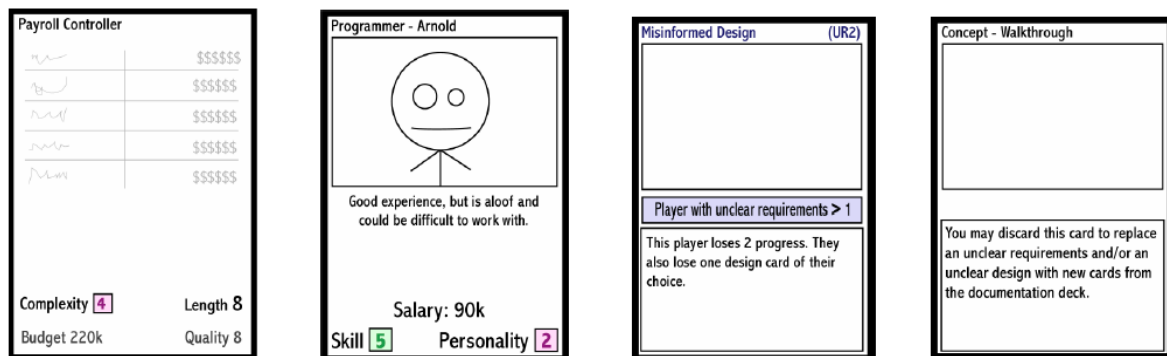 Payroll Controller
$$$$$$
$$$$$$
$$$$$$
$$$$$$
$$$$$$
Complexity 4 Length 8
Budget 220k Quality 8
Programmer - Arnold
Good experience, but is aloof and
could be difficult to work with.
Salary: 90k
Skill 5 Personality 2
Misinformed Design (UR2)
Player with unclear requirements > 1
This player loses 2 progress. They
also lose one design card of their
choice.
Concept - Walkthrough
You may discard this card to replace
an unclear requirements and/or an
unclear design with new cards from
the documentation deck.